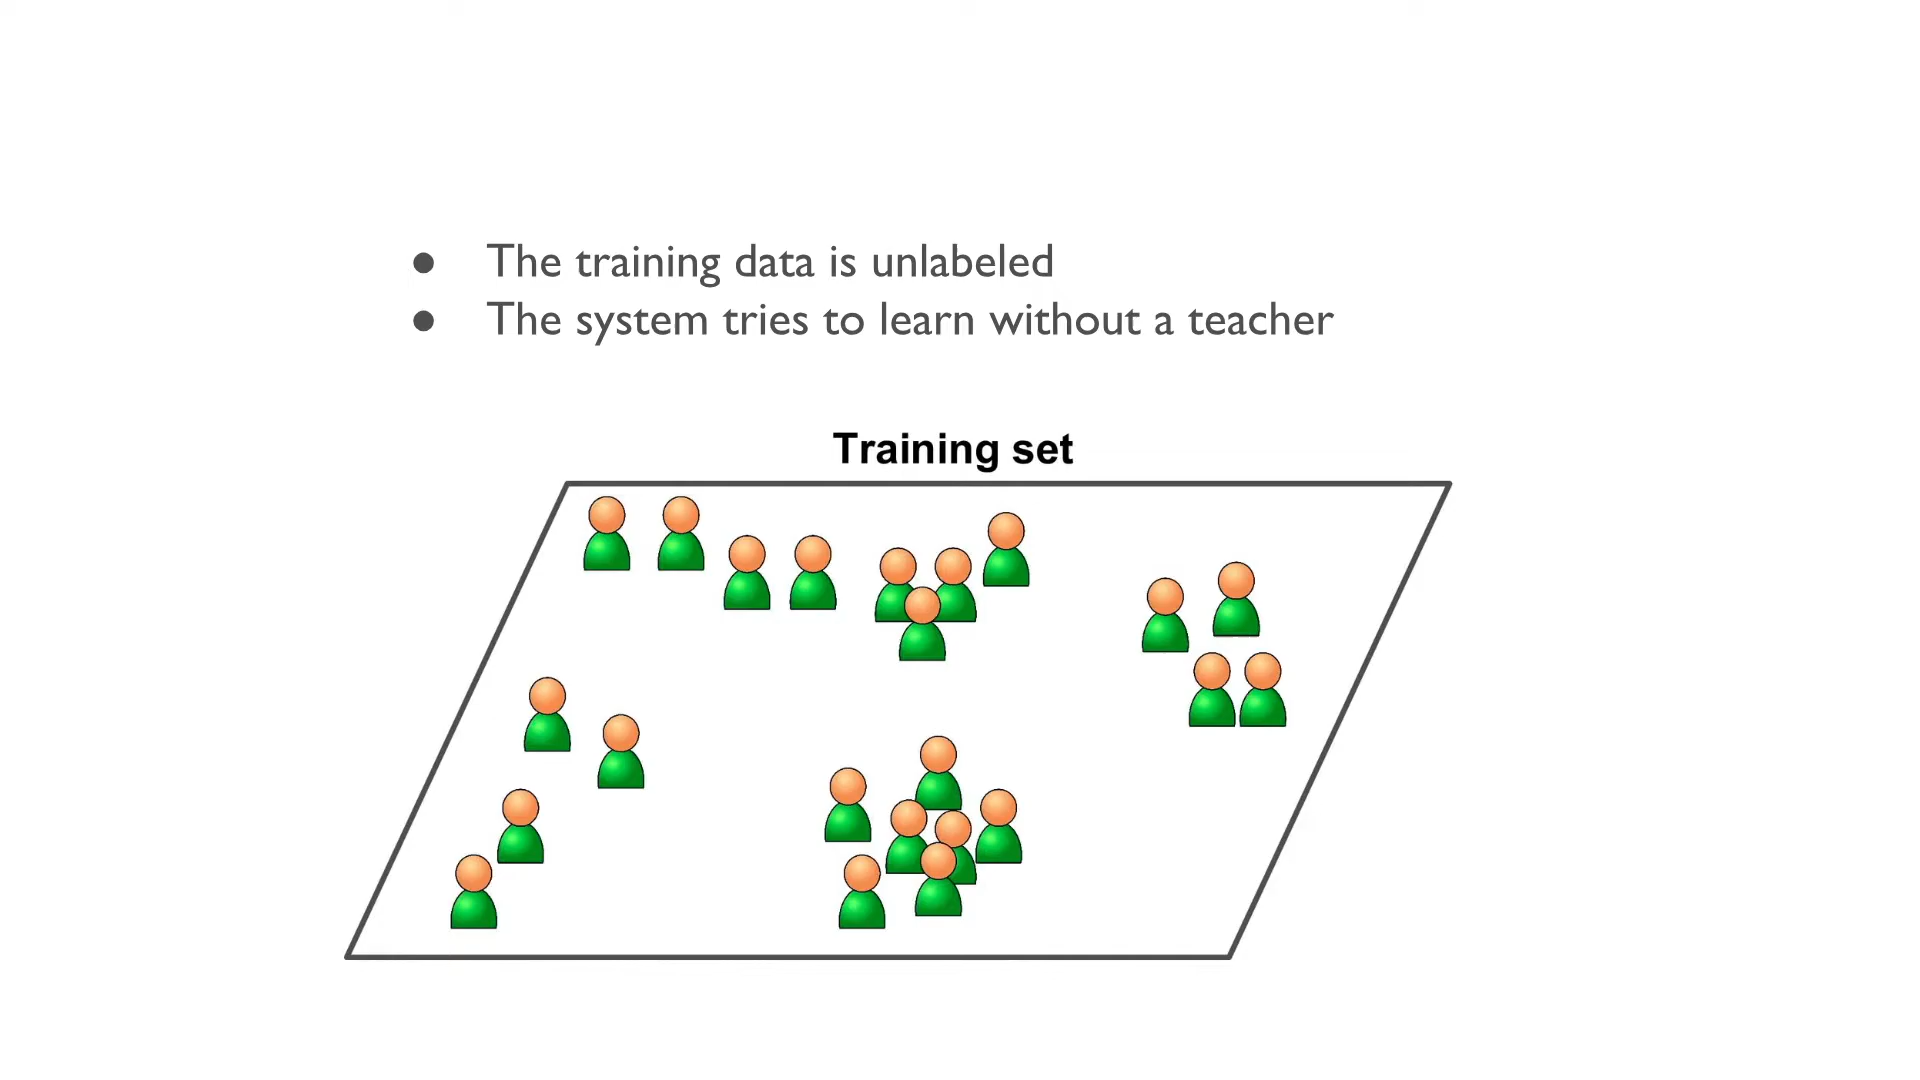 ● The training data is unlabeled
● The system tries to learn without a teacher
Training set